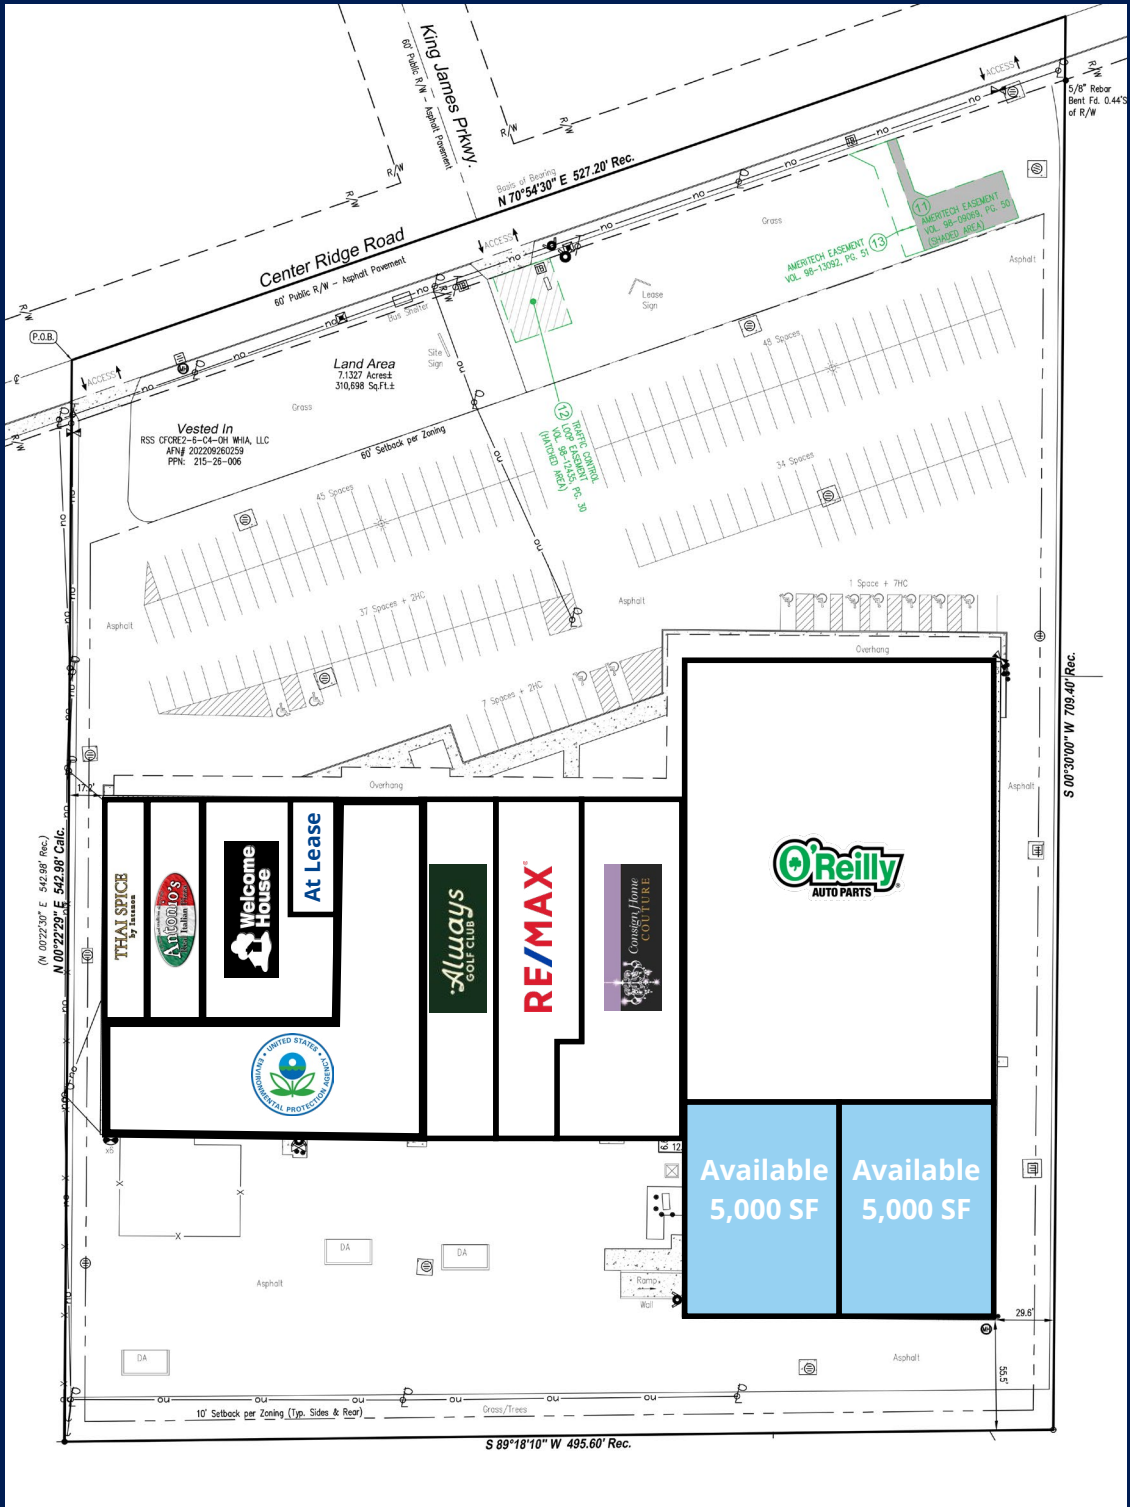 King James Prkwy.
60' Public R/W - Asphalt Pavement
R/W
R/W
R/W
R/W
R/W
ACCESS
R/W
5/8" Rebar
Bent Fd. 0.44'S
of R/W
Basis of Bearing
N 70°54'30" E 527.20' Rec.
Center Ridge Road
60' Public R/W - Asphalt Pavement
ACCESS
Grass
11
AMERITECH EASEMENT
VOL. 98-09069, PG. 50
(SHADED AREA)
AMERITECH EASEMENT 13
VOL. 98-13092, PG. 51
Asphalt
R/W
R/W
P.O.B.
ACCESS
R/W
Bus Shelter
Lease
Sign
Site
Sign
Land Area
7.1327 Acres±
310,698 Sq.Ft.±
48 Spaces
Grass
Vested In
RSS CFCRE2-6-C4-OH WHIA, LLC
AFN# 202209260259
PPN: 215-26-006
60' Setback per Zoning
12
TRAFFIC CONTROL
LOOP EASEMENT
VOL. 98-12435, PG. 30
(HATCHED AREA)
34 Spaces
45 Spaces
1 Space + 7HC
37 Spaces + 2HC
Asphalt
Asphalt
Overhang
7 Spaces + 2HC
S 00°30'00" W 709.40' Rec.
17.2'
Overhang
Asphalt
(N 00°22'30" E 542.98' Rec.)
N 00°22'29" E 542.98' Calc.
THAI SPICE
by Intanon
Antonio's
Italian
Welcome
House
At Lease
Always
GOLF CLUB
RE/MAX
Consign Home
COUTURE
O'Reilly
AUTO PARTS
UNITED STATES
ENVIRONMENTAL PROTECTION AGENCY
x6
12.
Available
5,000 SF
Available
5,000 SF
DA
DA
Asphalt
Ramp
Wall
29.6'
MH
DA
Asphalt
55.5'
10' Setback per Zoning (Typ. Sides & Rear)
Grass/Trees
S 89°18'10" W 495.60' Rec.